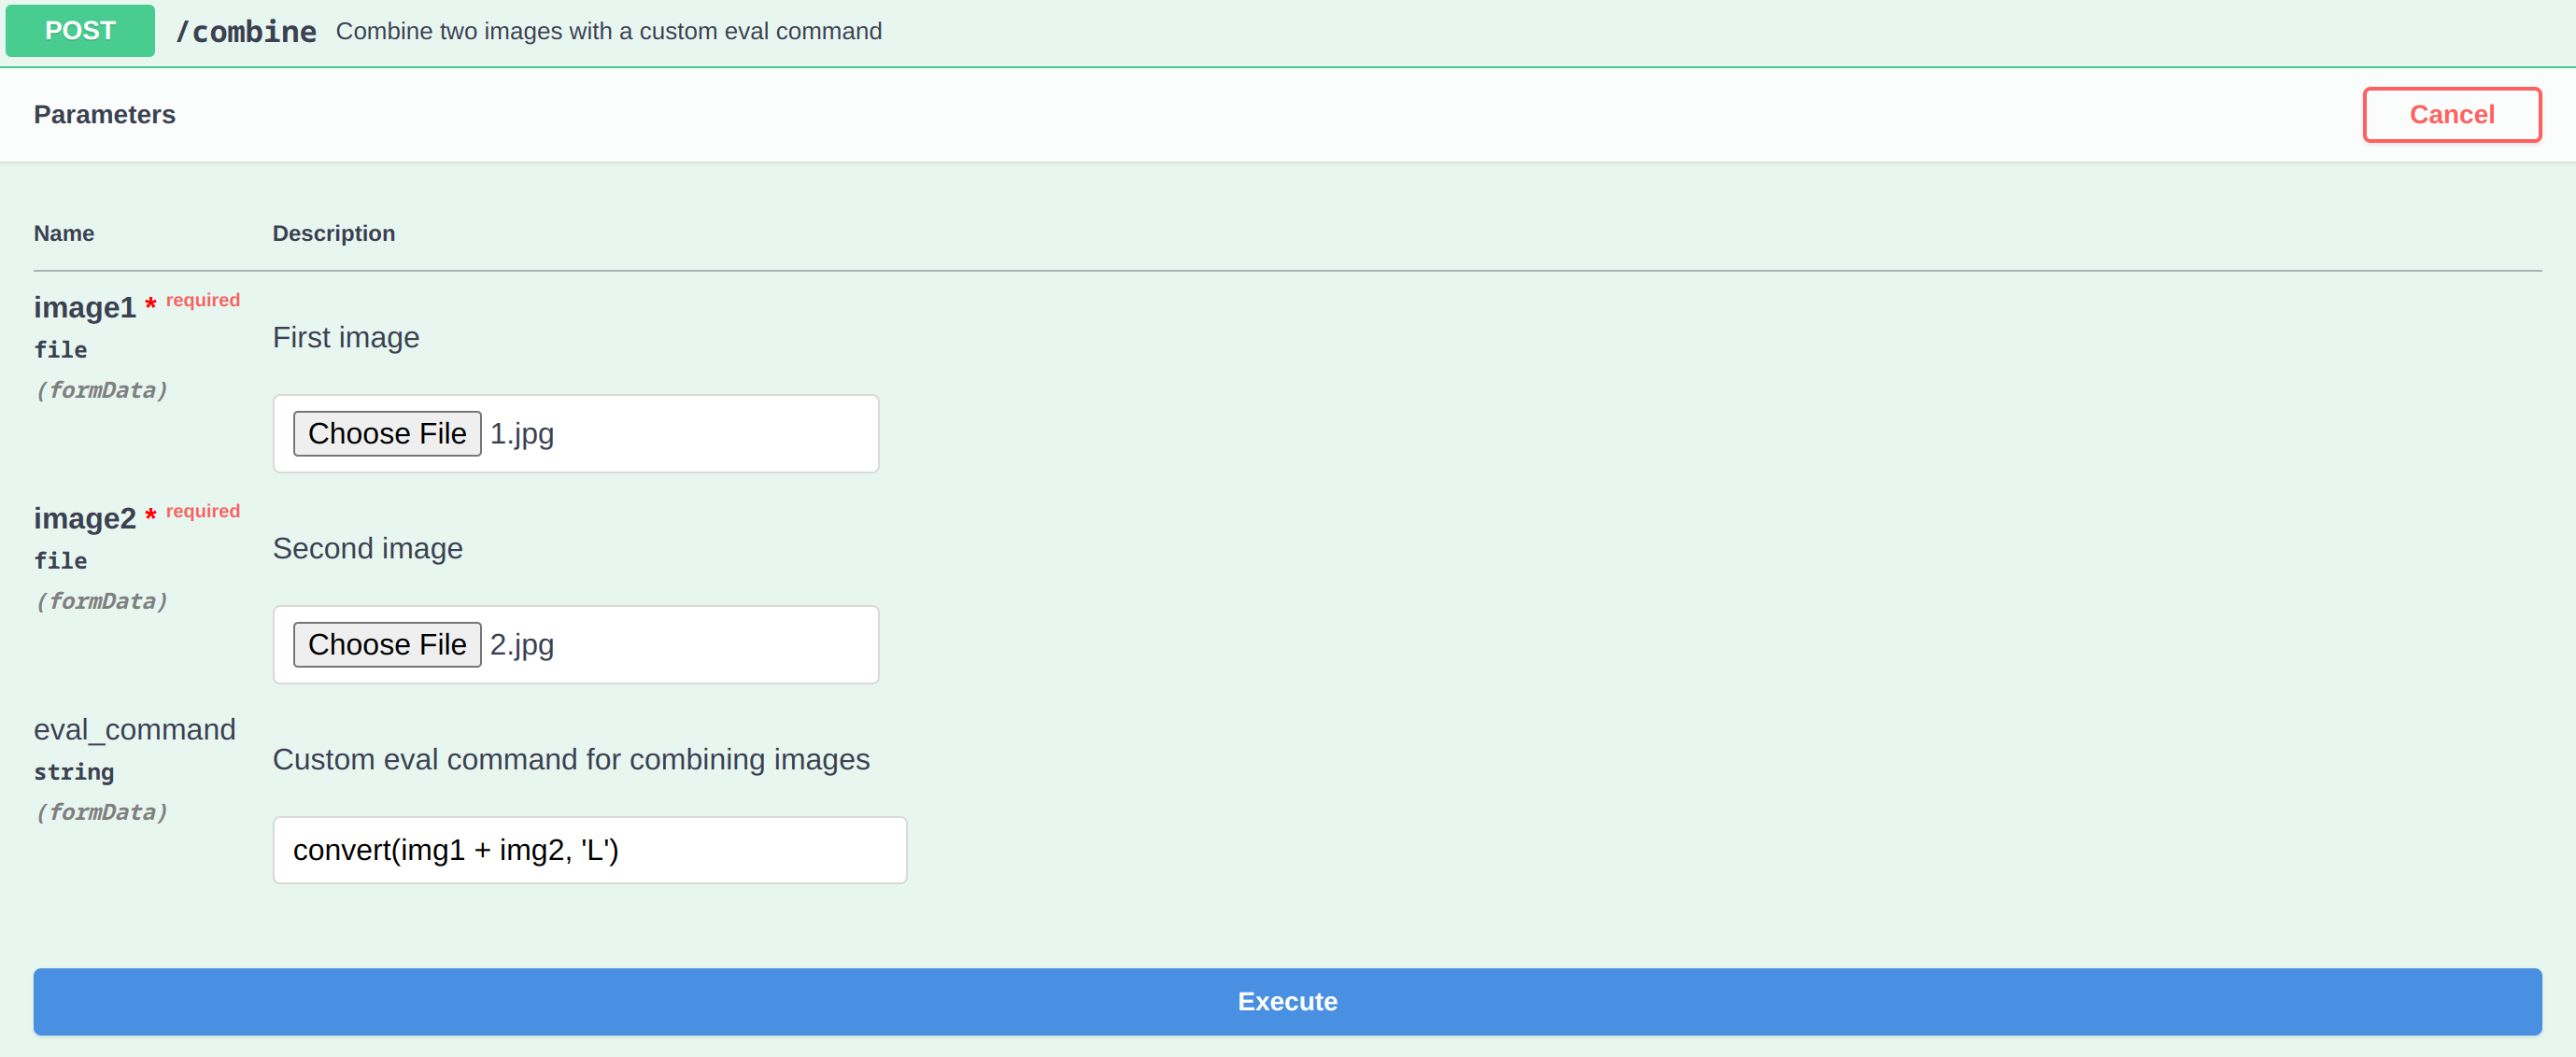 POST /combine Combine two images with a custom eval command
Parameters
Cancel
Name Description
image1 * required
file
(formData)
First image
Choose File 1.jpg
image2 * required
file
(formData)
Second image
Choose File 2.jpg
eval_command
string
(formData)
Custom eval command for combining images
convert(img1 + img2, 'L')
Execute